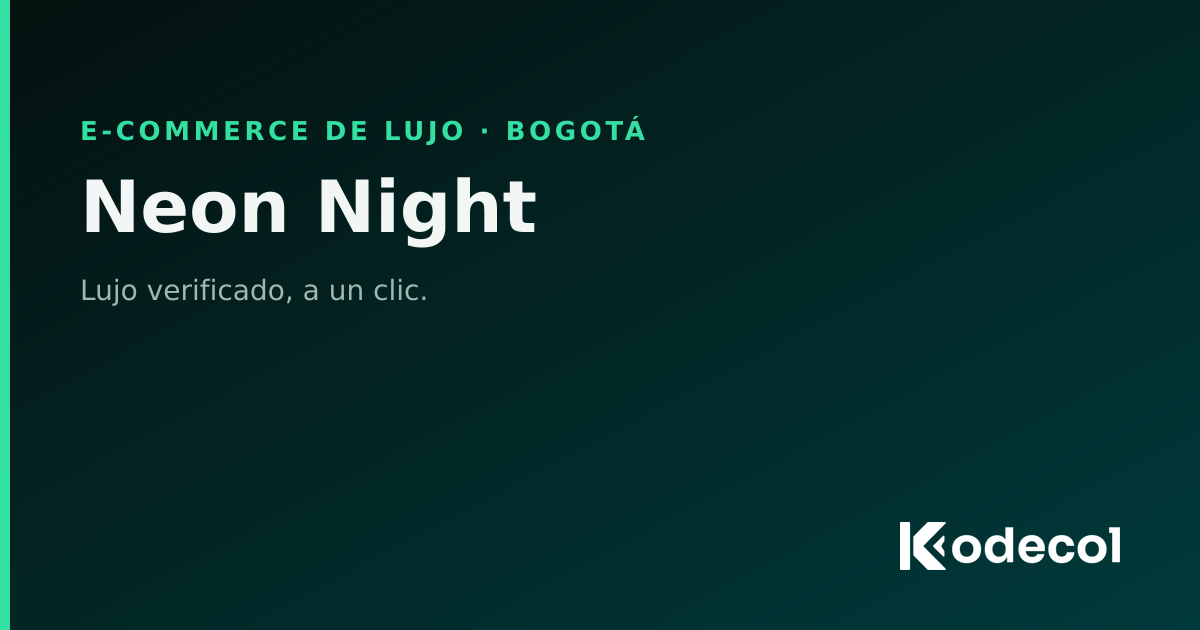 E-COMMERCE DE LUJO · BOGOTÁ
Neon Night
Lujo verificado, a un clic.
Kodecol